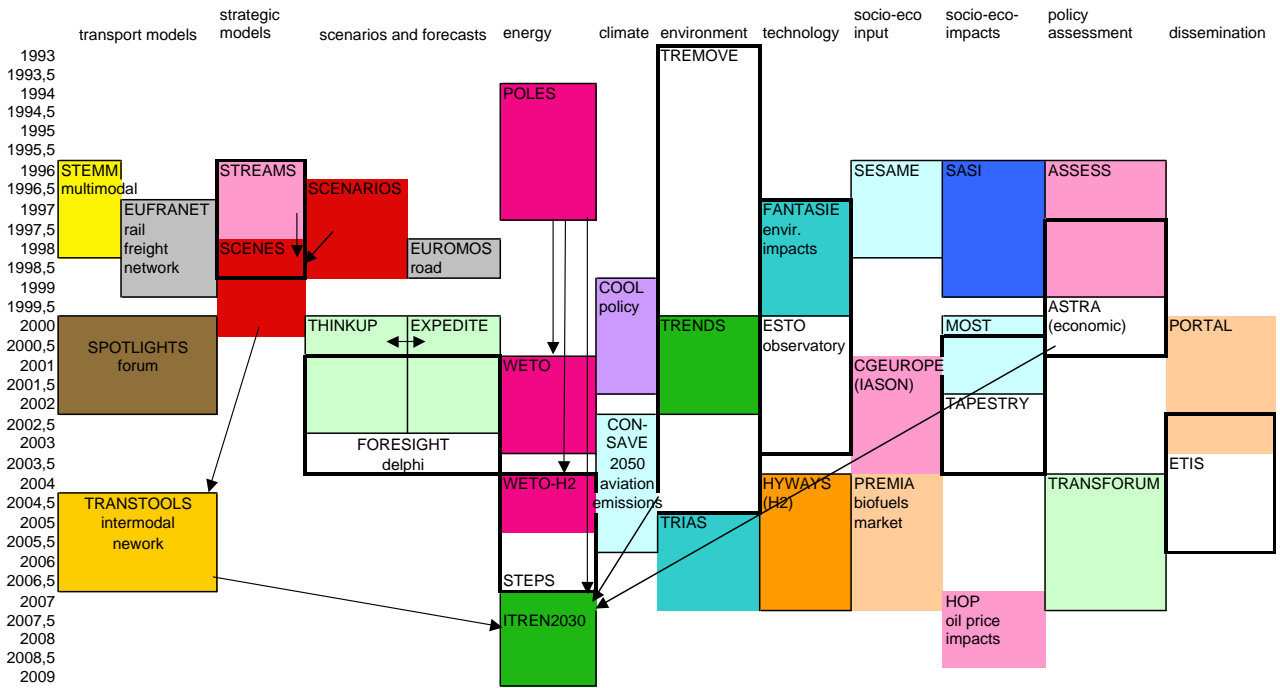 transport models
strategic
models
scenarios and forecasts
energy
climate
environment
technology
socio-eco
input
socio-eco-
impacts
policy
assessment
dissemination
1993
1993,5
1994
1994,5
1995
1995,5
1996
1996,5
1997
1997,5
1998
1998,5
1999
1999,5
2000
2000,5
2001
2001,5
2002
2002,5
2003
2003,5
2004
2004,5
2005
2005,5
2006
2006,5
2007
2007,5
2008
2008,5
2009
STEMM
multimodal
EUFRANET
rail
freight
network
SPOTLIGHTS
forum
TRANSTOOLS
intermodal
nework
STREAMS
SCENES
SCENARIOS
EUROMOS
road
THINKUP
EXPEDITE
FORESIGHT
delphi
POLES
WETO
WETO-H2
STEPS
ITREN2030
COOL
policy
CON-
SAVE
2050
aviation
emissions
TREMOVE
TRENDS
TRIAS
FANTASIE
envir.
impacts
ESTO
observatory
HYWAYS
(H2)
SESAME
CGEUROPE
(IASON)
PREMIA
biofuels
market
SASI
MOST
TAPESTRY
HOP
oil price
impacts
ASSESS
ASTRA
(economic)
TRANSFORUM
PORTAL
ETIS